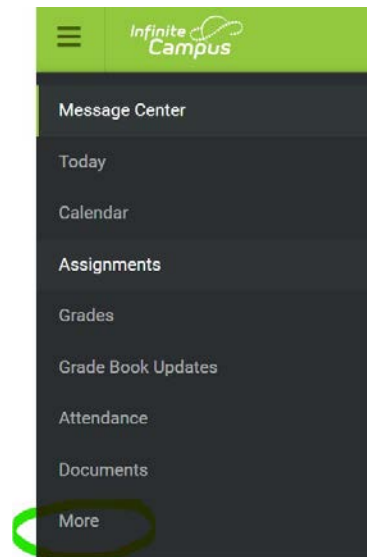 Infinite
Campus
Message Center
Today
Calendar
Assignments
Grades
Grade Book Updates
Attendance
Documents
More